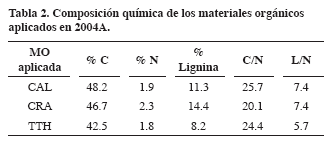 Tabla 2. Composición química de los materiales orgánicos
aplicados en 2004A.
MO aplicada % C % N % Lignina C/N L/N
CAL 48.2 1.9 11.3 25.7 7.4
CRA 46.7 2.3 14.4 20.1 7.4
TTH 42.5 1.8 8.2 24.4 5.7